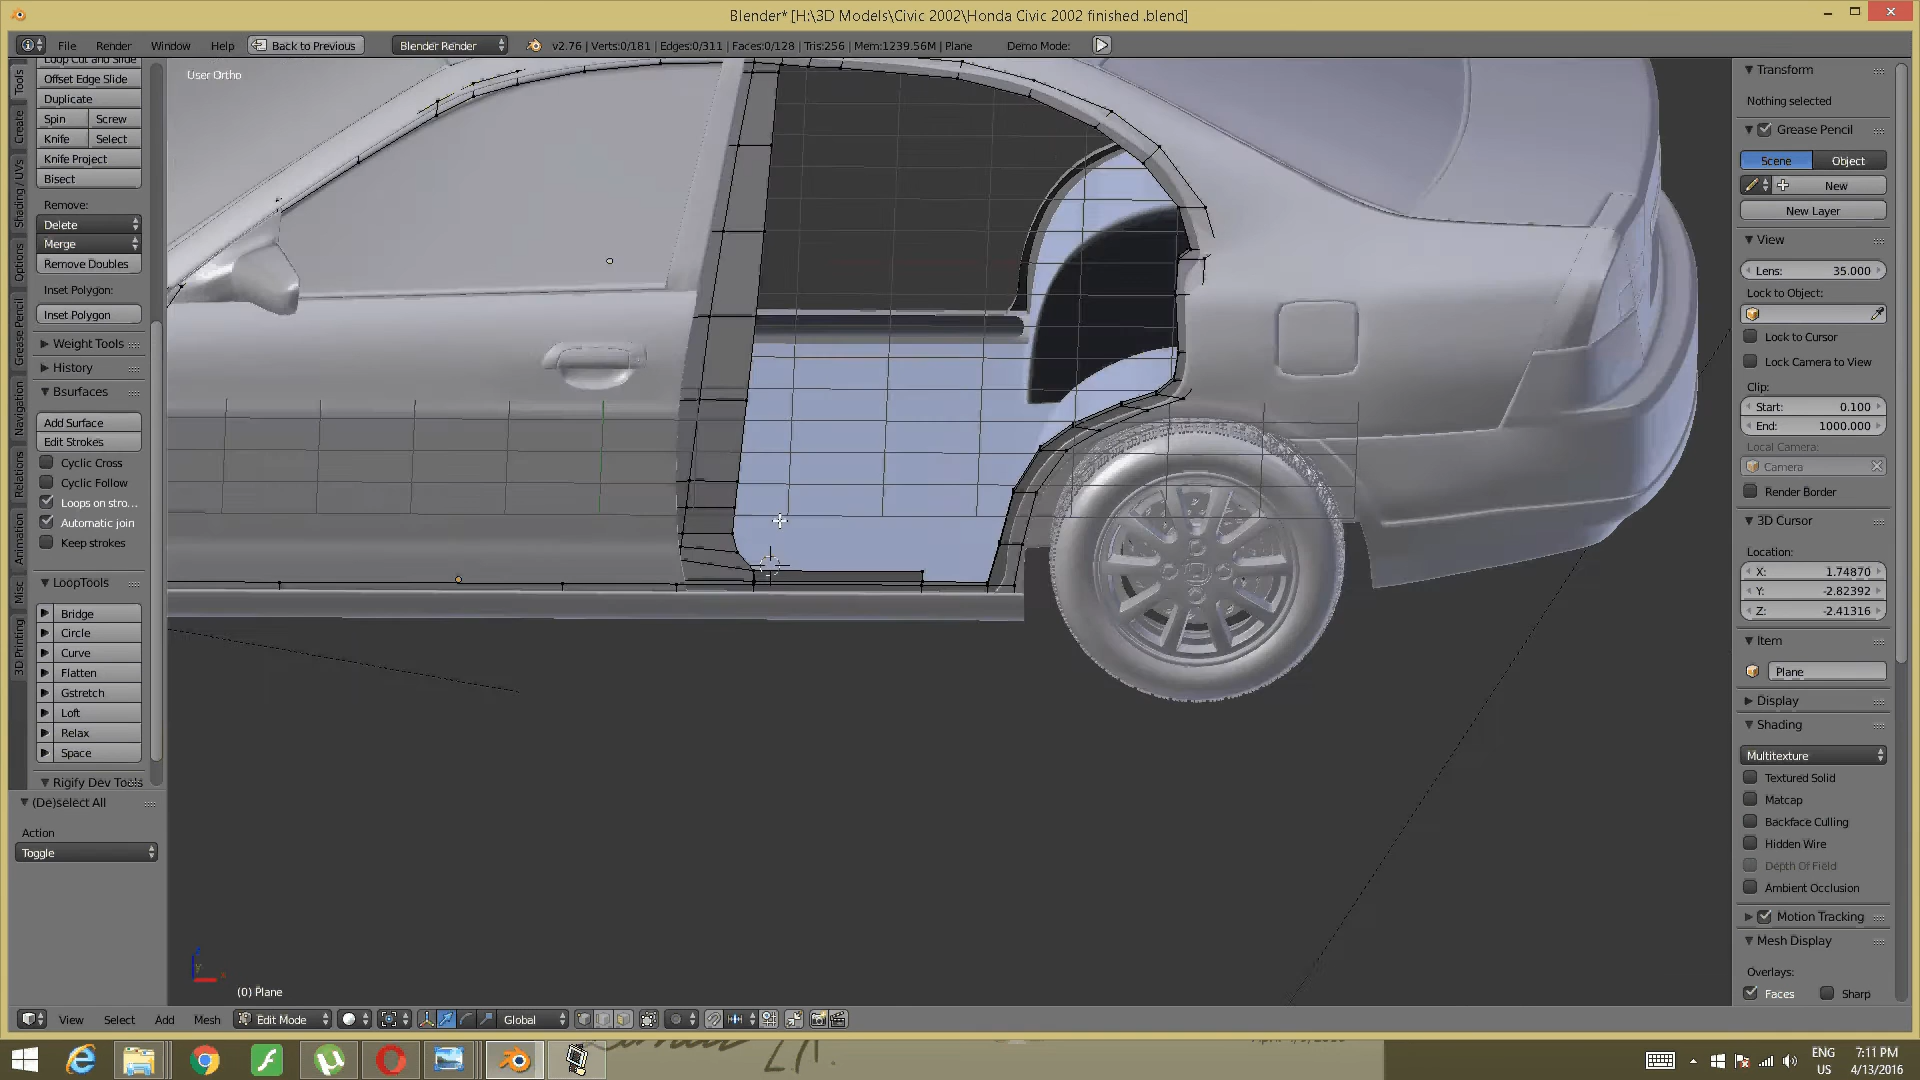 Blender* [H:\3D Models\Civic 2002\Honda Civic 2002 finished .blend]
File Render Window Help Back to Previous Blender Render v2.76 | Verts:0/181 | Edges:0/311 | Faces:0/128 | Tris:256 | Mem:1239.56M | Plane Demo Mode:
User Ortho
Tools
Create
Shading / UVs
Options
Grease Pencil
Navigation
Relations
Animation
Misc
3D Printing
Loop Cut and Slide
Offset Edge Slide
Duplicate
Spin Screw
Knife Select
Knife Project
Bisect
Remove:
Delete
Merge
Remove Doubles
Inset Polygon:
Inset Polygon
Weight Tools
History
Bsurfaces
Add Surface
Edit Strokes
Cyclic Cross
Cyclic Follow
Loops on stro...
Automatic join
Keep strokes
LoopTools
Bridge
Circle
Curve
Flatten
Gstretch
Loft
Relax
Space
Rigify Dev Tools
(De)select All
Action
Toggle
Transform
Nothing selected
Grease Pencil
Scene Object
New
New Layer
View
Lens: 35.000
Lock to Object:
Lock to Cursor
Lock Camera to View
Clip:
Start: 0.100
End: 1000.000
Local Camera:
Camera
Render Border
3D Cursor
Location:
X: 1.74870
Y: -2.82392
Z: -2.41316
Item
Plane
Display
Shading
Multitexture
Textured Solid
Matcap
Backface Culling
Hidden Wire
Depth Of Field
Ambient Occlusion
Motion Tracking
Mesh Display
Overlays:
Faces Sharp
z
y
x
(0) Plane
View Select Add Mesh Edit Mode Global
ENG
US
7:11 PM
4/13/2016